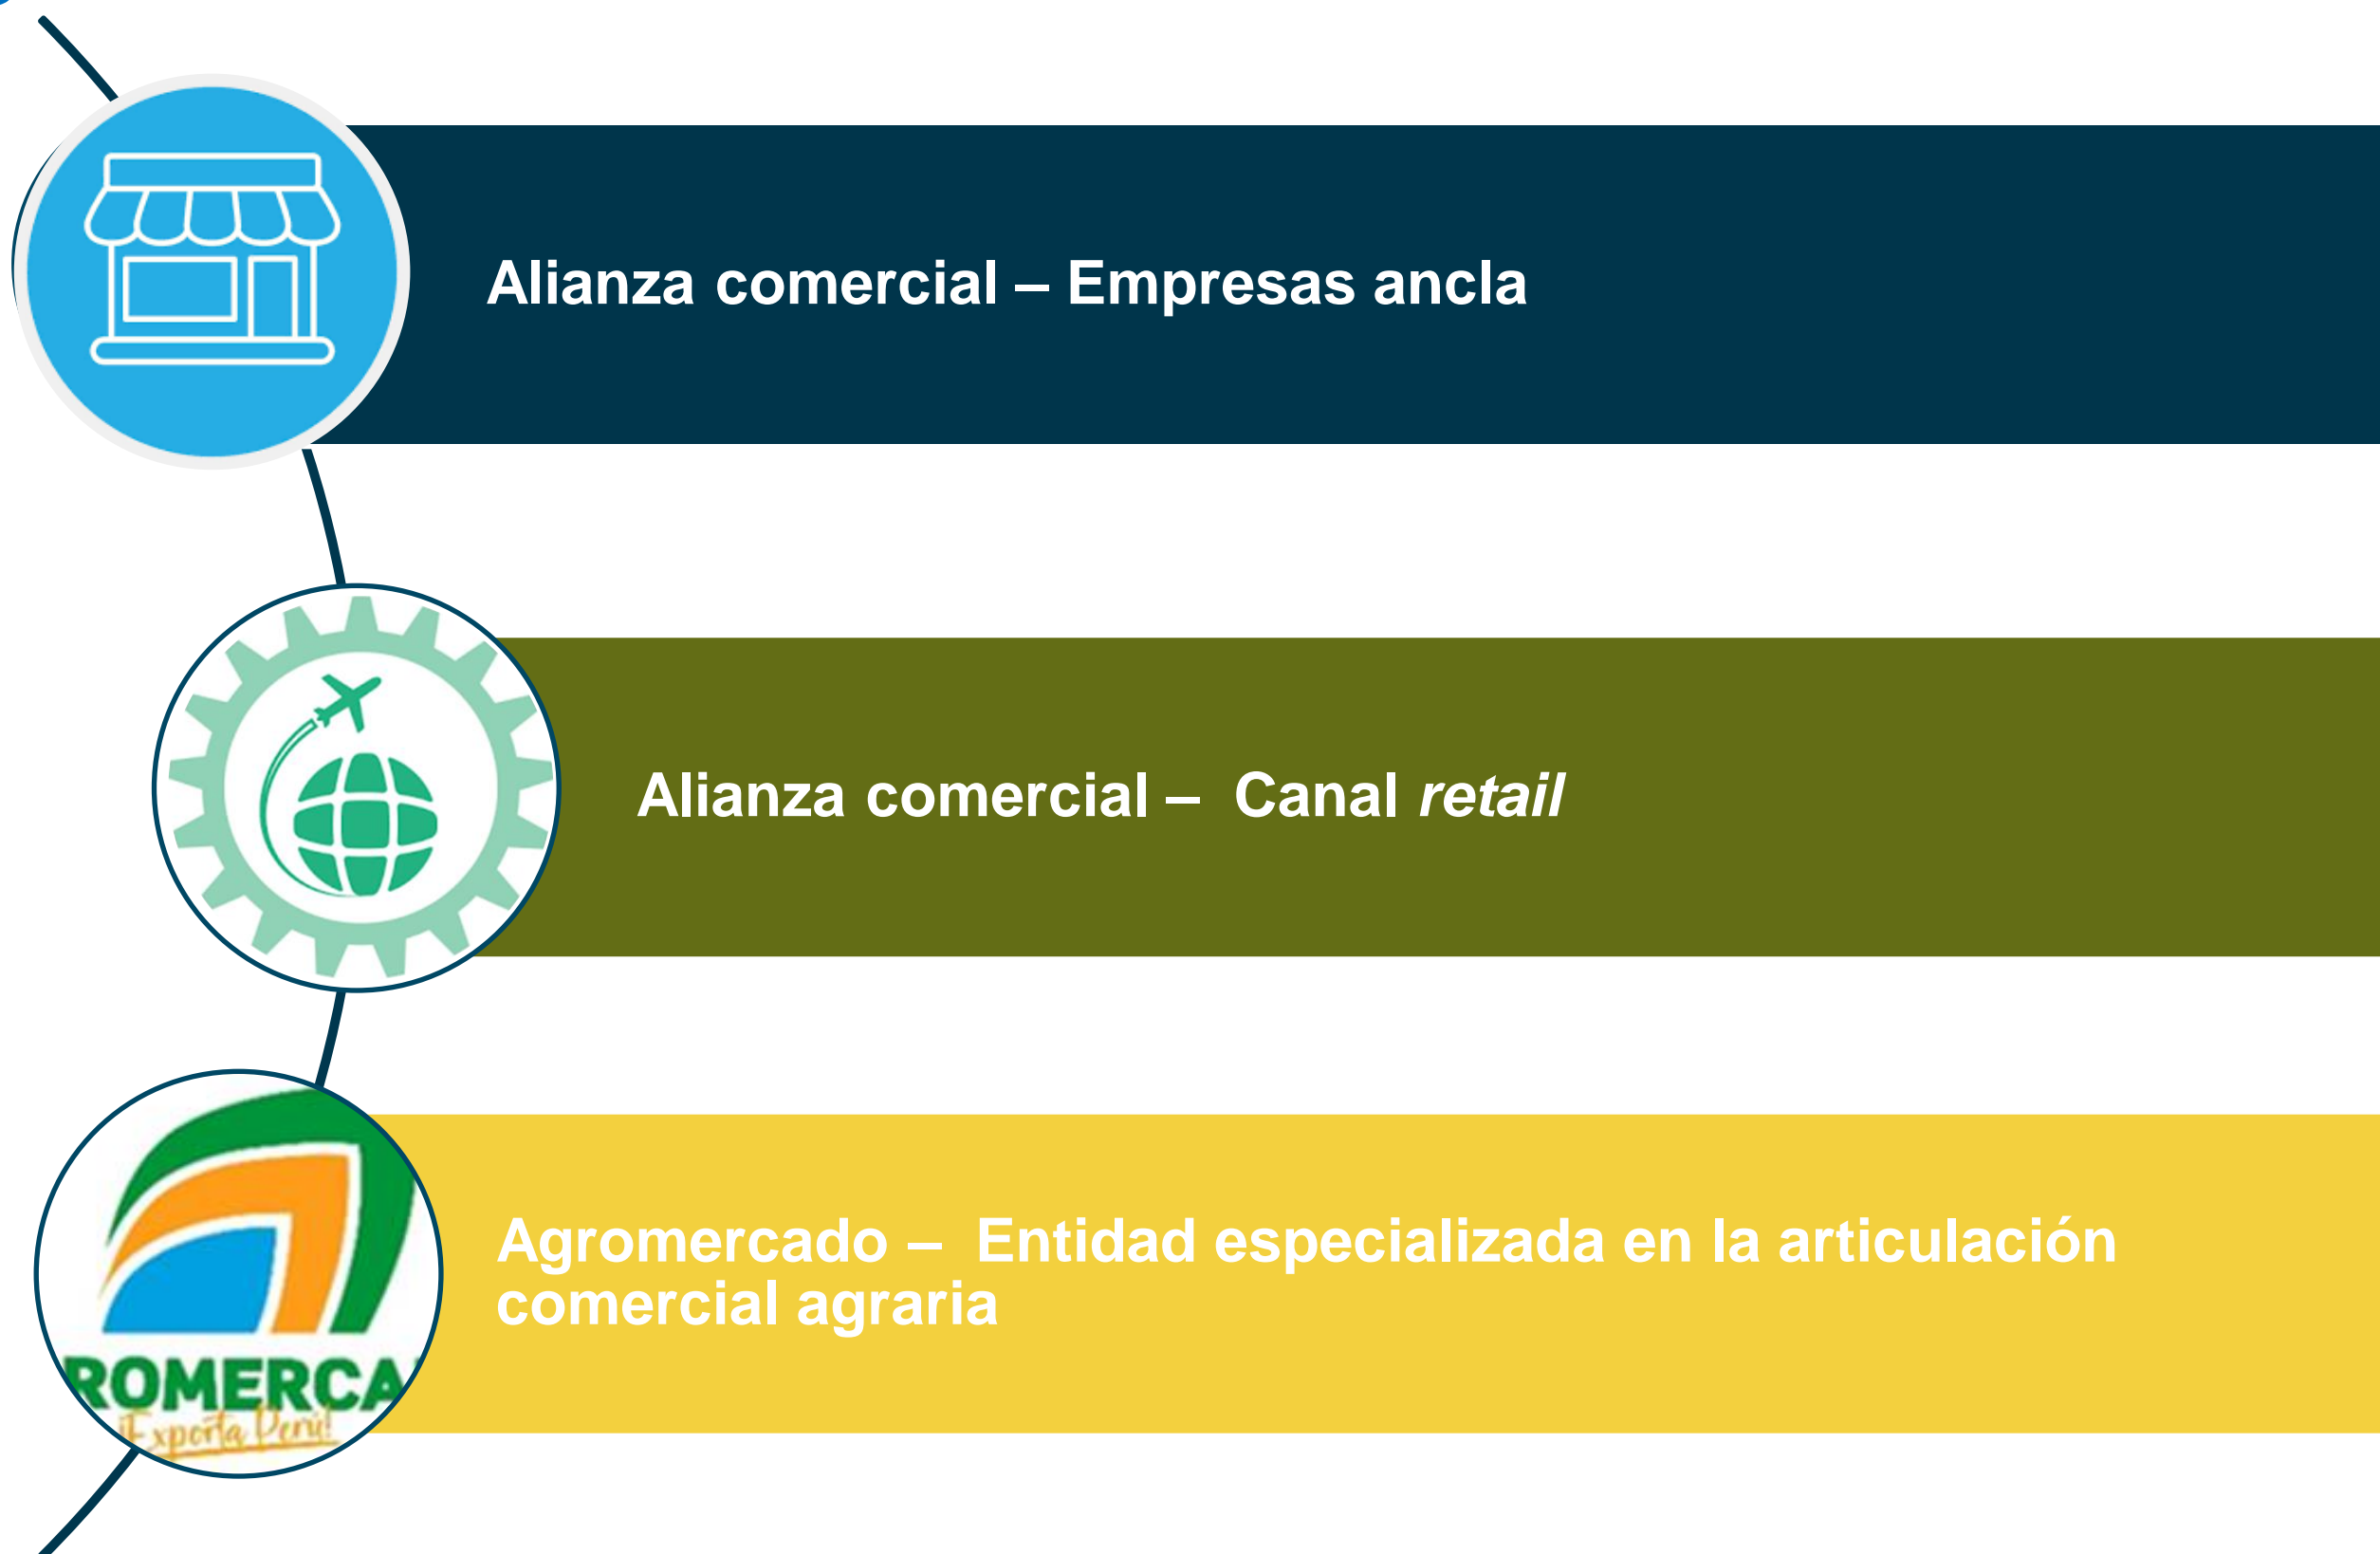 Alianza comercial – Empresas ancla
Alianza comercial – Canal retail
Agromercado – Entidad especializada en la articulación
comercial agraria
ROMERCA
¡Exporta Perú!